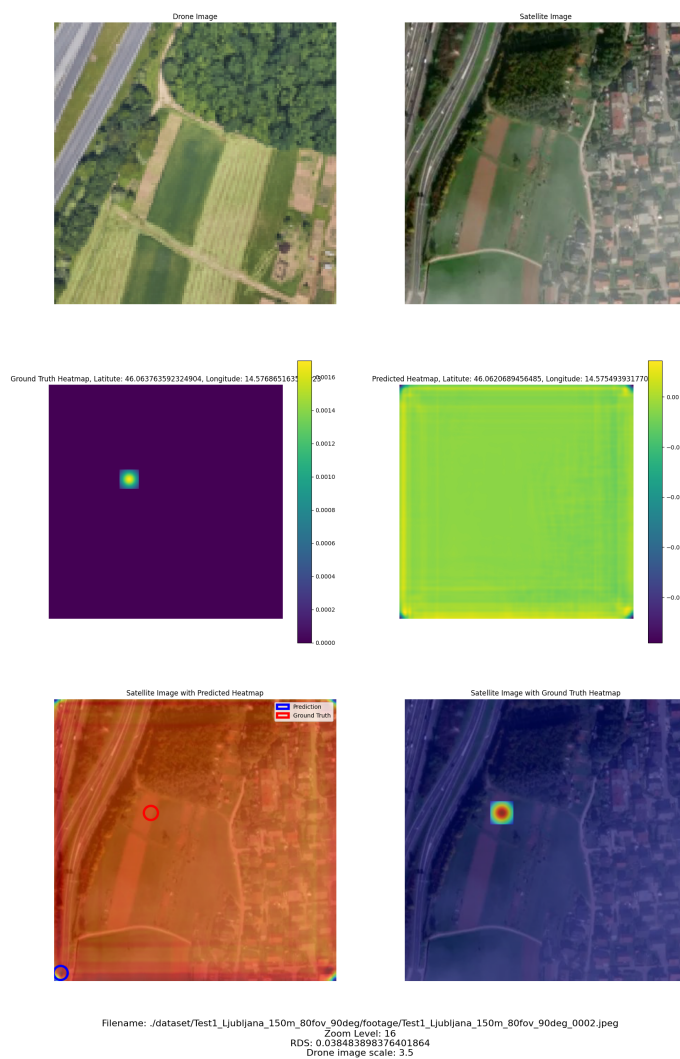 Drone Image
Satellite Image
Ground Truth Heatmap, Latitude: 46.063763592324904, Longitude:
Predicted Heatmap, Latitude: 46.0620689456485, Longitude: 14.575493931770
0.0016
0.0014
0.0012
0.0010
0.0008
0.0006
0.0004
0.0002
0.0000
Satellite Image with Predicted Heatmap
Satellite Image with Ground Truth Heatmap
Prediction
Ground Truth
Filename: ./dataset/Test1_Ljubljana_150m_80fov_90deg/footage/Test1_Ljubljana_150m_80fov_90deg_0002.jpeg
Zoom Level: 16
RDS: 0.038483898376401864
Drone image scale: 3.5